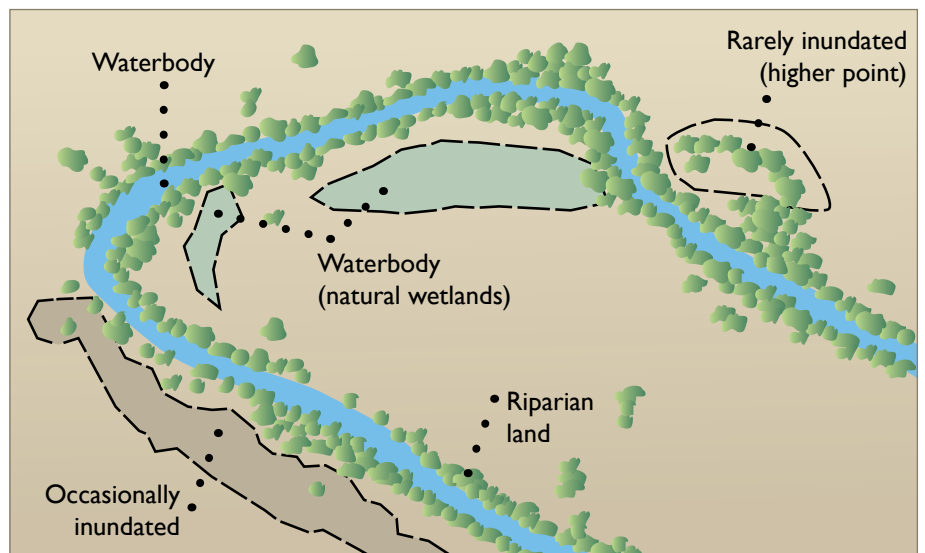 Waterbody
Rarely inundated
(higher point)
Waterbody
(natural wetlands)
Riparian
land
Occasionally
inundated